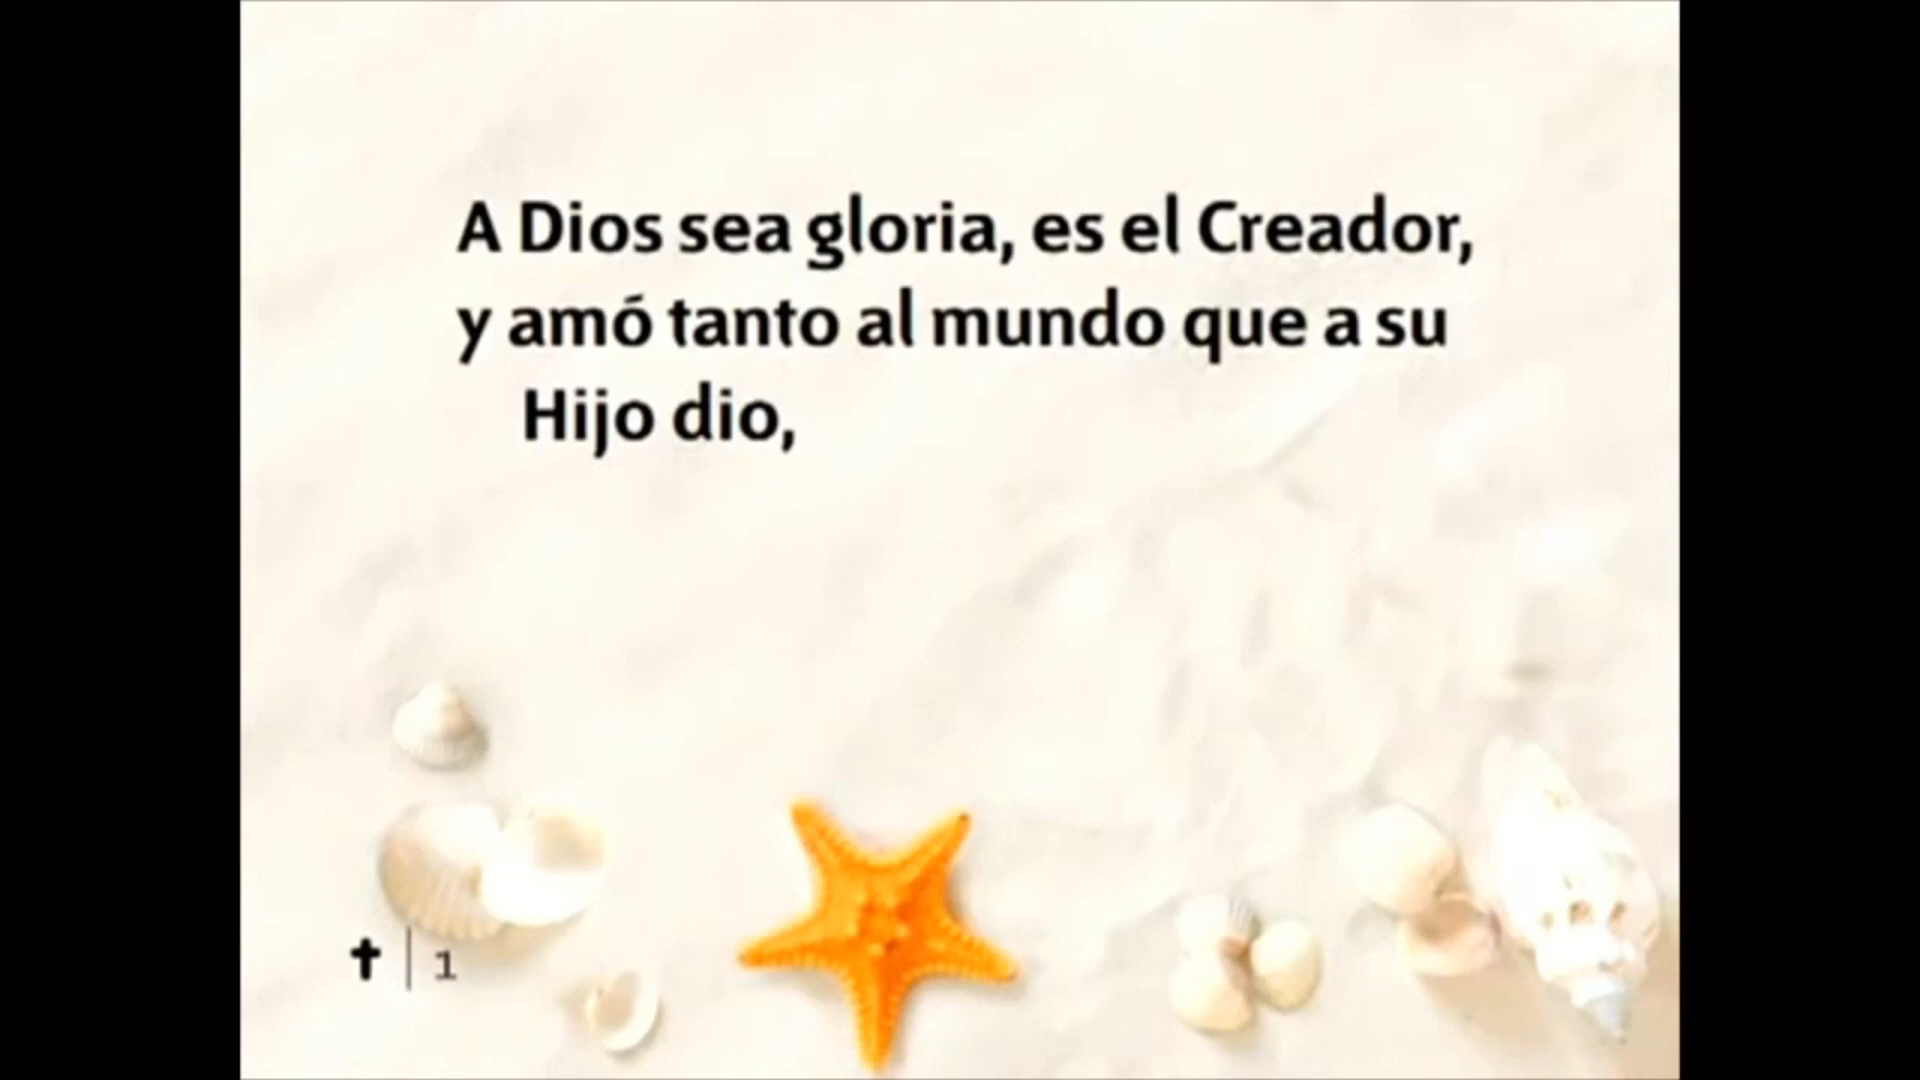 A Dios sea gloria, es el Creador,
y amó tanto al mundo que a su
Hijo dio,
1